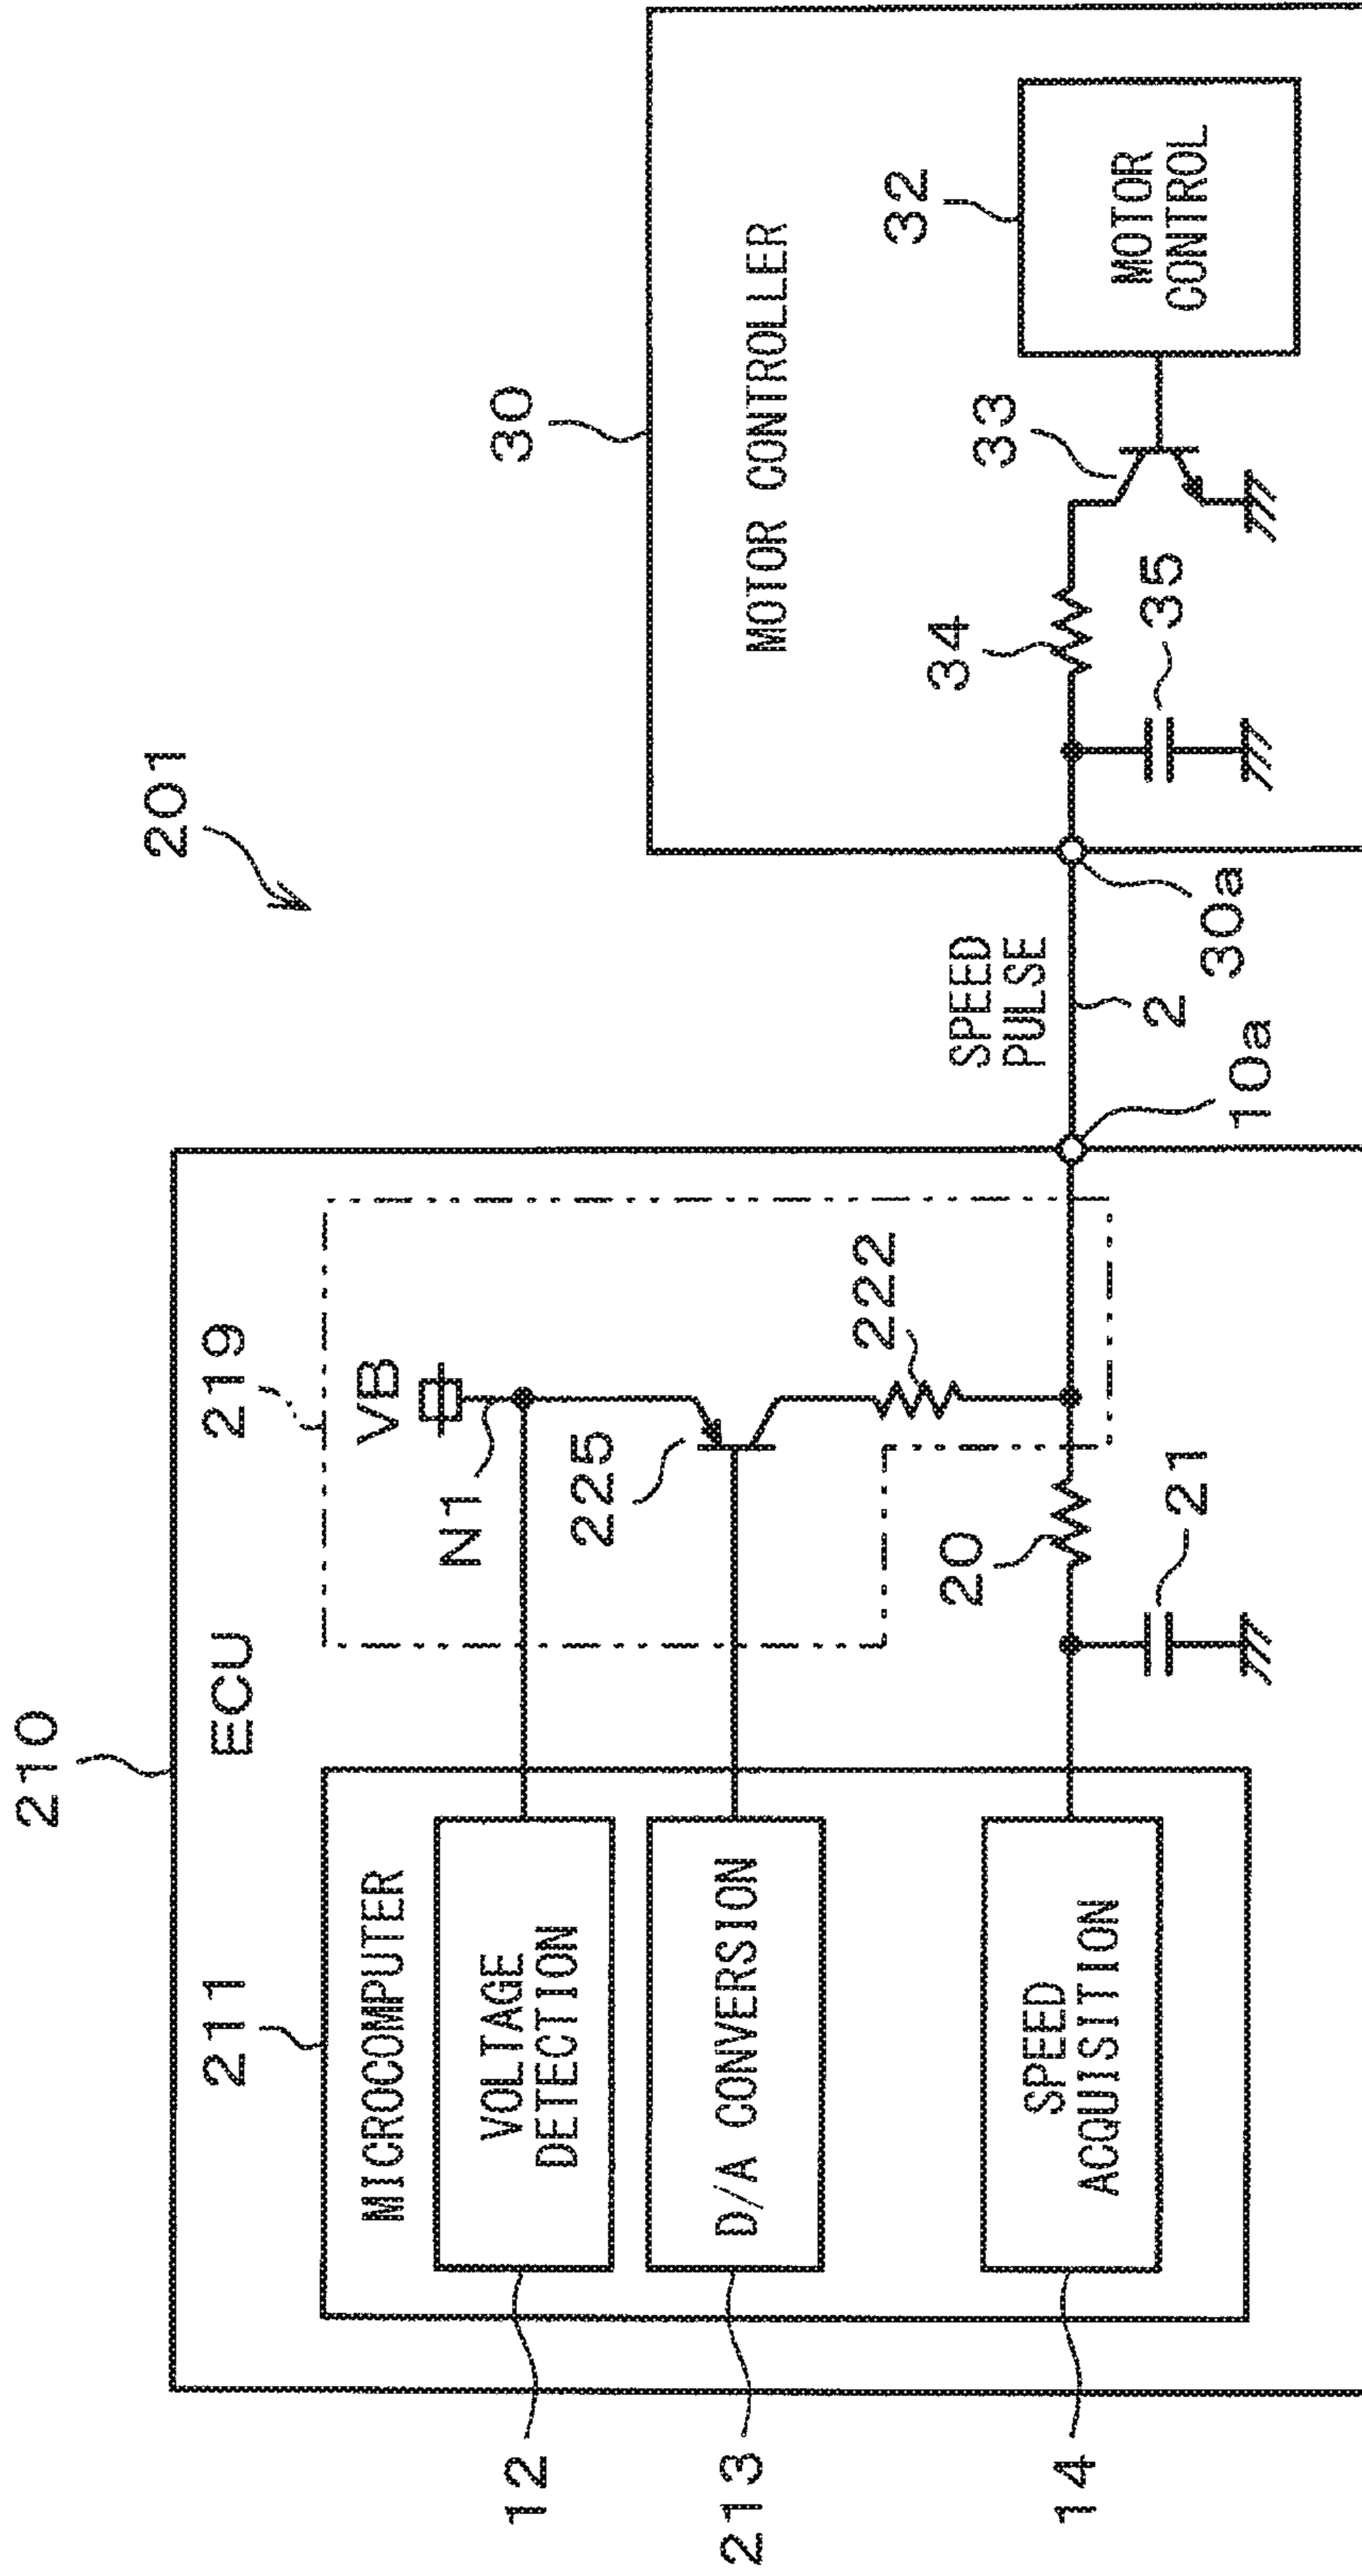 201
210
ECU
211
MICROCOMPUTER
12
VOLTAGE
DETECTION
213
D/A CONVERSION
14
SPEED
ACQUISITION
219
VB
N1
225
222
20
21
10a
SPEED
PULSE
2
30a
30
MOTOR CONTROLLER
32
MOTOR
CONTROL
33
34
35